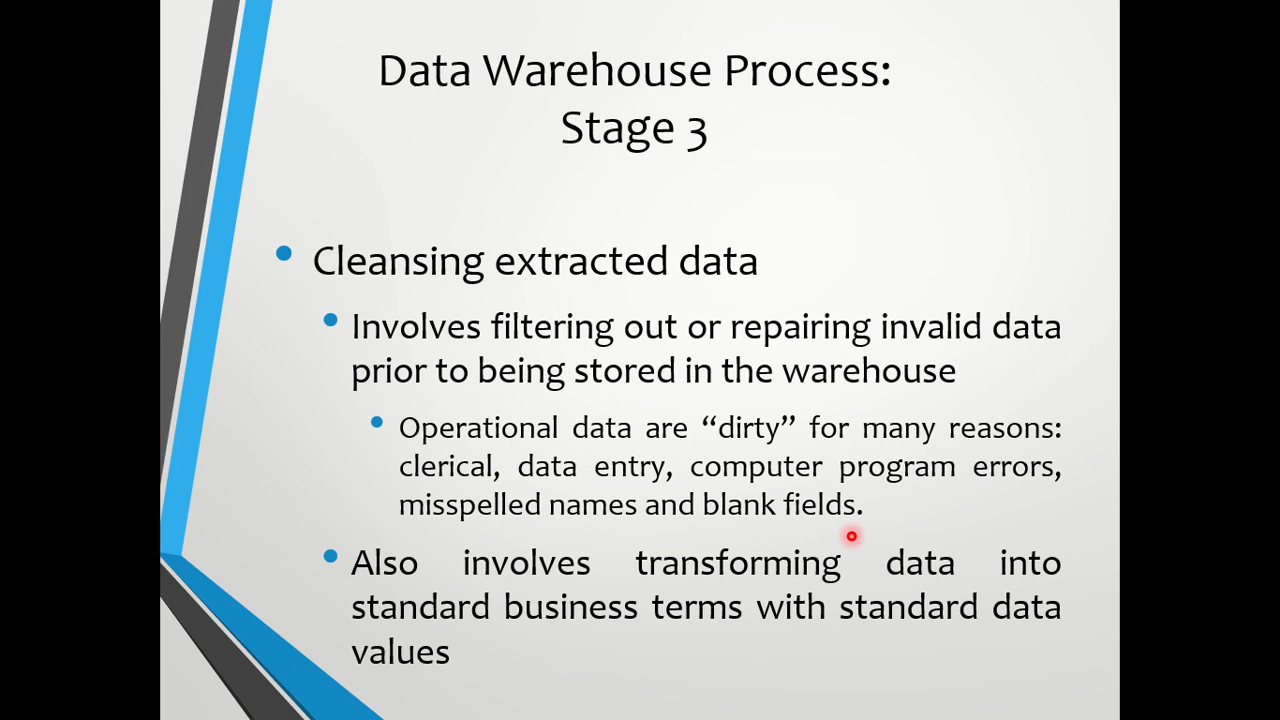 Data Warehouse Process:
Stage 3
Cleansing extracted data
Involves filtering out or repairing invalid data
prior to being stored in the warehouse
Operational data are “dirty” for many reasons:
clerical, data entry, computer program errors,
misspelled names and blank fields.
Also involves transforming data into
standard business terms with standard data
values